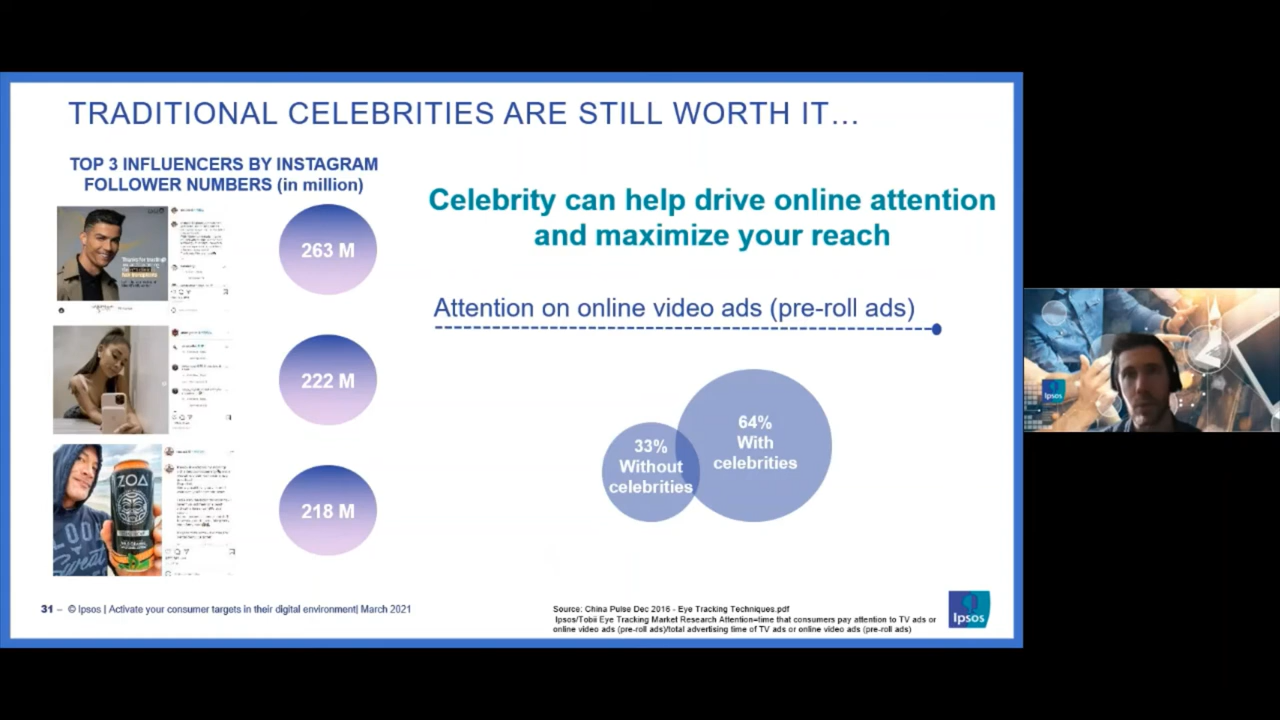 TRADITIONAL CELEBRITIES ARE STILL WORTH IT...
TOP 3 INFLUENCERS BY INSTAGRAM
FOLLOWER NUMBERS (in million)
263 M
222 M
ZOA
218 M
Celebrity can help drive online attention
and maximize your reach
Attention on online video ads (pre-roll ads)
33%
Without
celebrities
64%
With
celebrities
31 – © Ipsos | Activate your consumer targets in their digital environment| March 2021
Source: China Pulse Dec 2016 - Eye Tracking Techniques.pdf
Ipsos/Tobii Eye Tracking Market Research Attention=time that consumers pay attention to TV ads or
online video ads (pre-roll ads)/total advertising time of TV ads or online video ads (pre-roll ads)
Ipsos
Ipsos